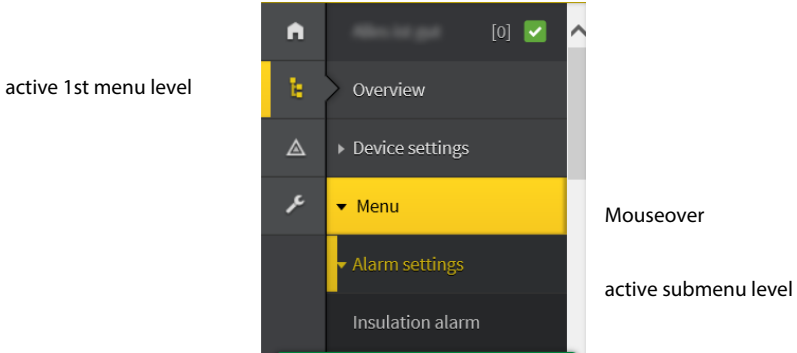 [0]
active 1st menu level
Overview
Device settings
Menu
Mouseover
Alarm settings
active submenu level
Insulation alarm